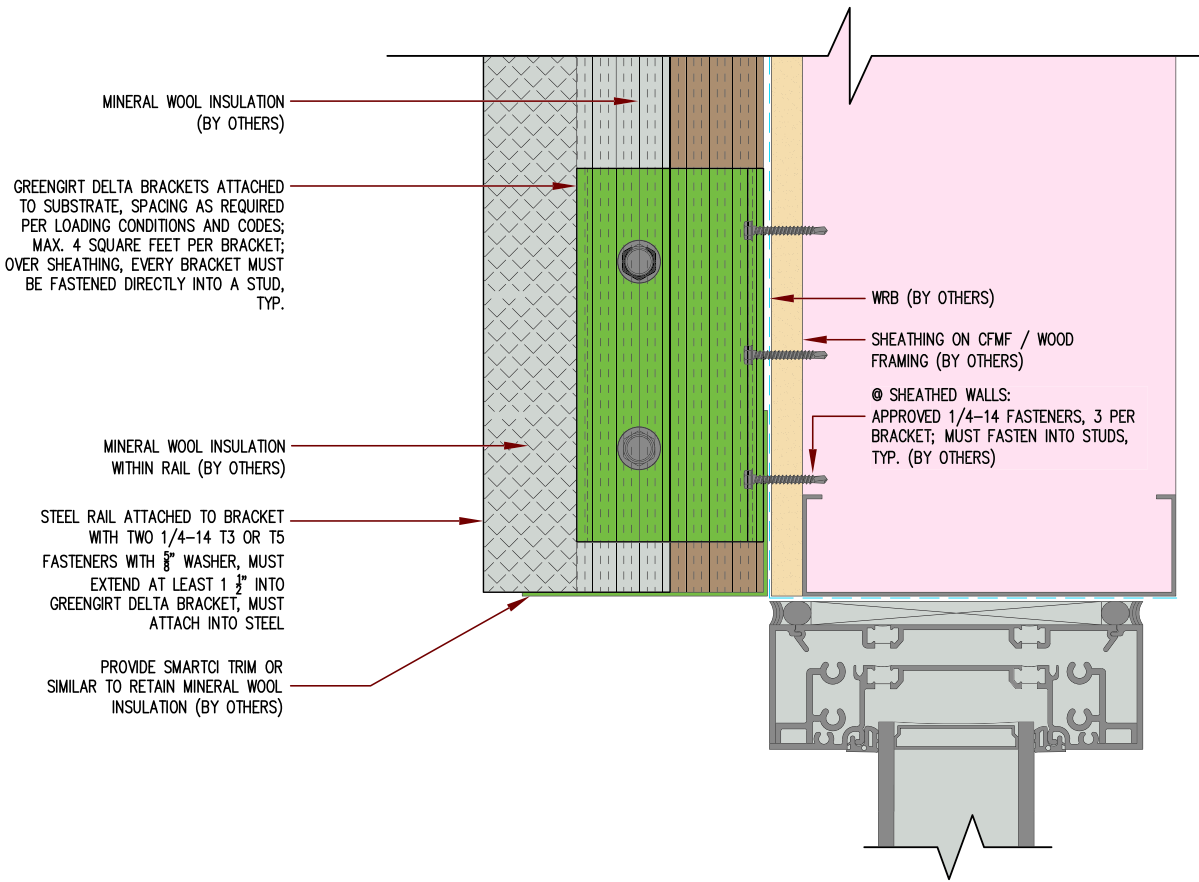 MINERAL WOOL INSULATION
(BY OTHERS)
GREENGIRT DELTA BRACKETS ATTACHED
TO SUBSTRATE, SPACING AS REQUIRED
PER LOADING CONDITIONS AND CODES;
MAX. 4 SQUARE FEET PER BRACKET;
OVER SHEATHING, EVERY BRACKET MUST
BE FASTENED DIRECTLY INTO A STUD,
TYP.
MINERAL WOOL INSULATION
WITHIN RAIL (BY OTHERS)
STEEL RAIL ATTACHED TO BRACKET
WITH TWO 1/4-14 T3 OR T5
FASTENERS WITH 5/8" WASHER, MUST
EXTEND AT LEAST 1 1/2" INTO
GREENGIRT DELTA BRACKET, MUST
ATTACH INTO STEEL
PROVIDE SMARTCI TRIM OR
SIMILAR TO RETAIN MINERAL WOOL
INSULATION (BY OTHERS)
WRB (BY OTHERS)
SHEATHING ON CFMF / WOOD
FRAMING (BY OTHERS)
@ SHEATHED WALLS:
APPROVED 1/4-14 FASTENERS, 3 PER
BRACKET; MUST FASTEN INTO STUDS,
TYP. (BY OTHERS)